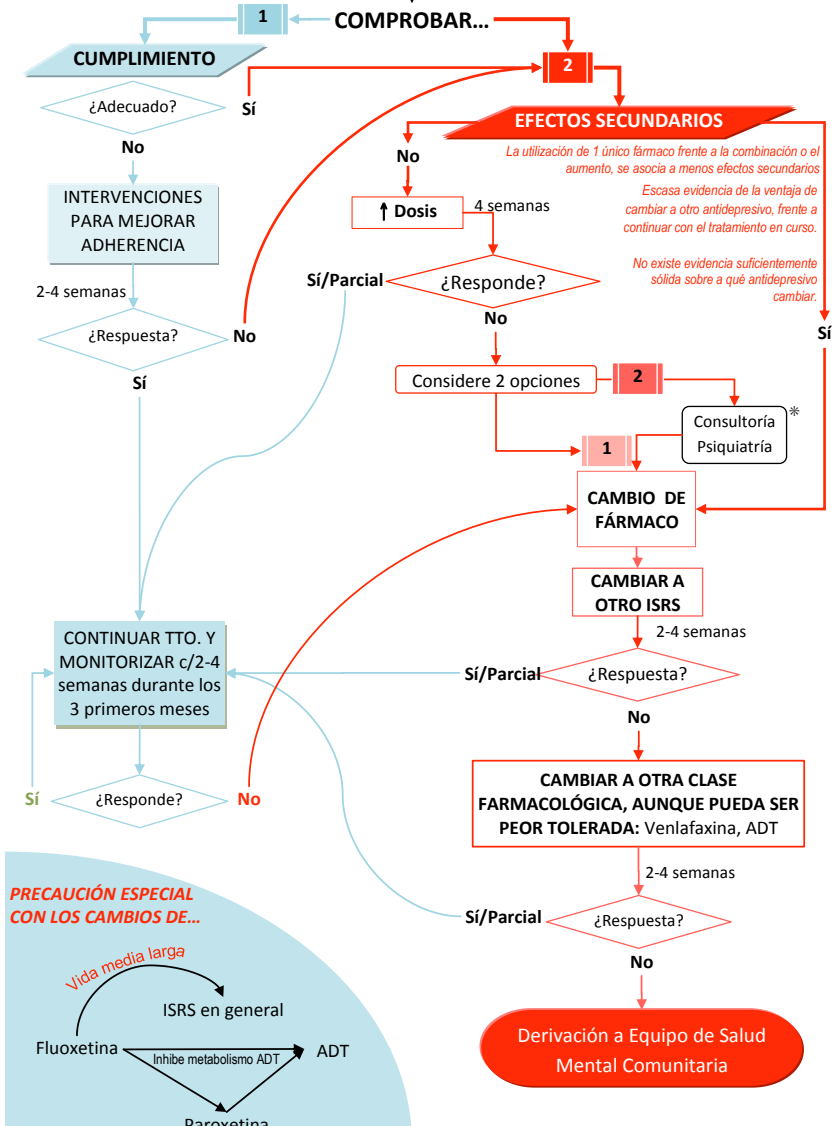 COMPROBAR...
1
CUMPLIMIENTO
¿Adecuado?
Sí
No
INTERVENCIONES
PARA MEJORAR
ADHERENCIA
2-4 semanas
¿Respuesta?
No
Sí
2
EFECTOS SECUNDARIOS
La utilización de 1 único fármaco frente a la combinación o el
aumento, se asocia a menos efectos secundarios
Escasa evidencia de la ventaja de
cambiar a otro antidepresivo, frente a
continuar con el tratamiento en curso.
No existe evidencia suficientemente
sólida sobre a qué antidepresivo
cambiar.
Sí
No
↑ Dosis
4 semanas
Sí/Parcial
¿Responde?
No
Considere 2 opciones
2
Consultoría *
Psiquiatría
1
CAMBIO DE
FÁRMACO
CAMBIAR A
OTRO ISRS
2-4 semanas
Sí/Parcial
¿Respuesta?
No
CONTINUAR TTO. Y
MONITORIZAR c/2-4
semanas durante los
3 primeros meses
Sí
¿Responde?
No
CAMBIAR A OTRA CLASE
FARMACOLÓGICA, AUNQUE PUEDA SER
PEOR TOLERADA: Venlafaxina, ADT
2-4 semanas
Sí/Parcial
¿Respuesta?
No
Derivación a Equipo de Salud
Mental Comunitaria
PRECAUCIÓN ESPECIAL
CON LOS CAMBIOS DE...
Vida media larga
ISRS en general
Fluoxetina
Inhibe metabolismo ADT
ADT
Paroxetina